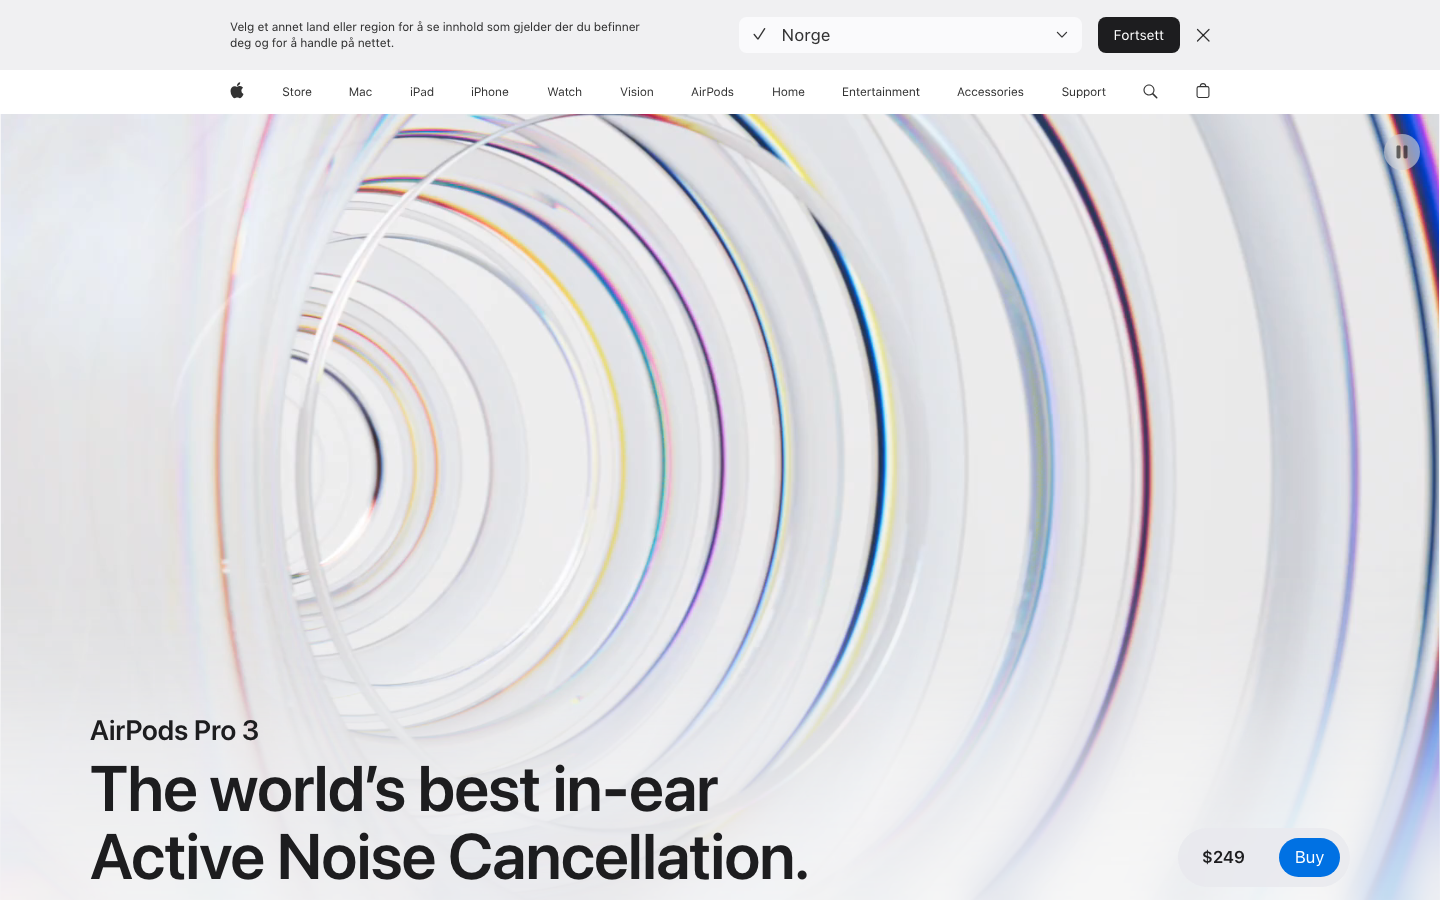 Velg et annet land eller region for å se innhold som gjelder der du befinner
deg og for å handle på nettet.
Norge
Fortsett
Store Mac iPad iPhone Watch Vision AirPods Home Entertainment Accessories Support
AirPods Pro 3
The world’s best in-ear
Active Noise Cancellation.
$249 Buy